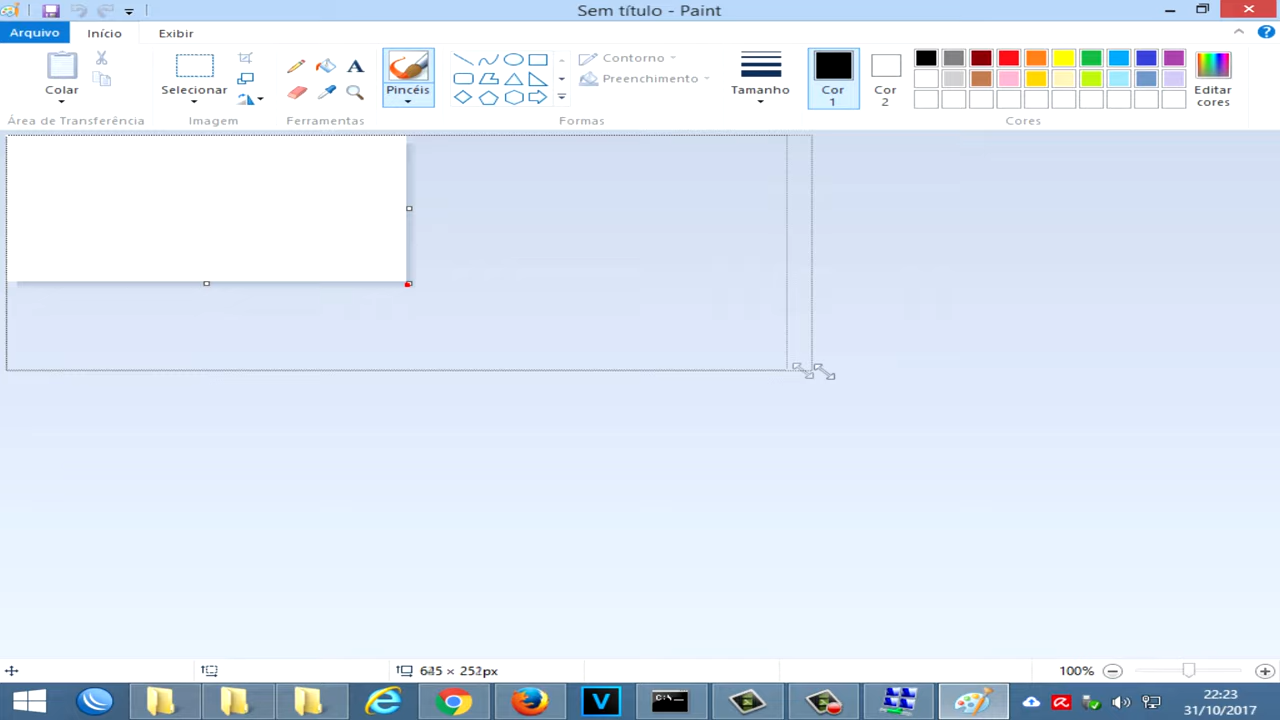 Sem título - Paint
Arquivo Início Exibir
Contorno
Preenchimento
Colar Selecionar Pincéis Tamanho Cor 1 Cor 2 Editar cores
Área de Transferência Imagem Ferramentas Formas Cores
× 252px 100%
C:\
V
22:23
31/10/2017